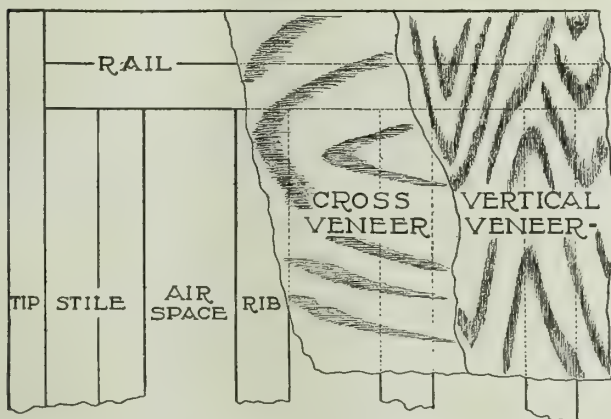 RAIL
CROSS
VENEER
VERTICAL
VENEER-
TIP
STILE
AIR
SPACE
RIB